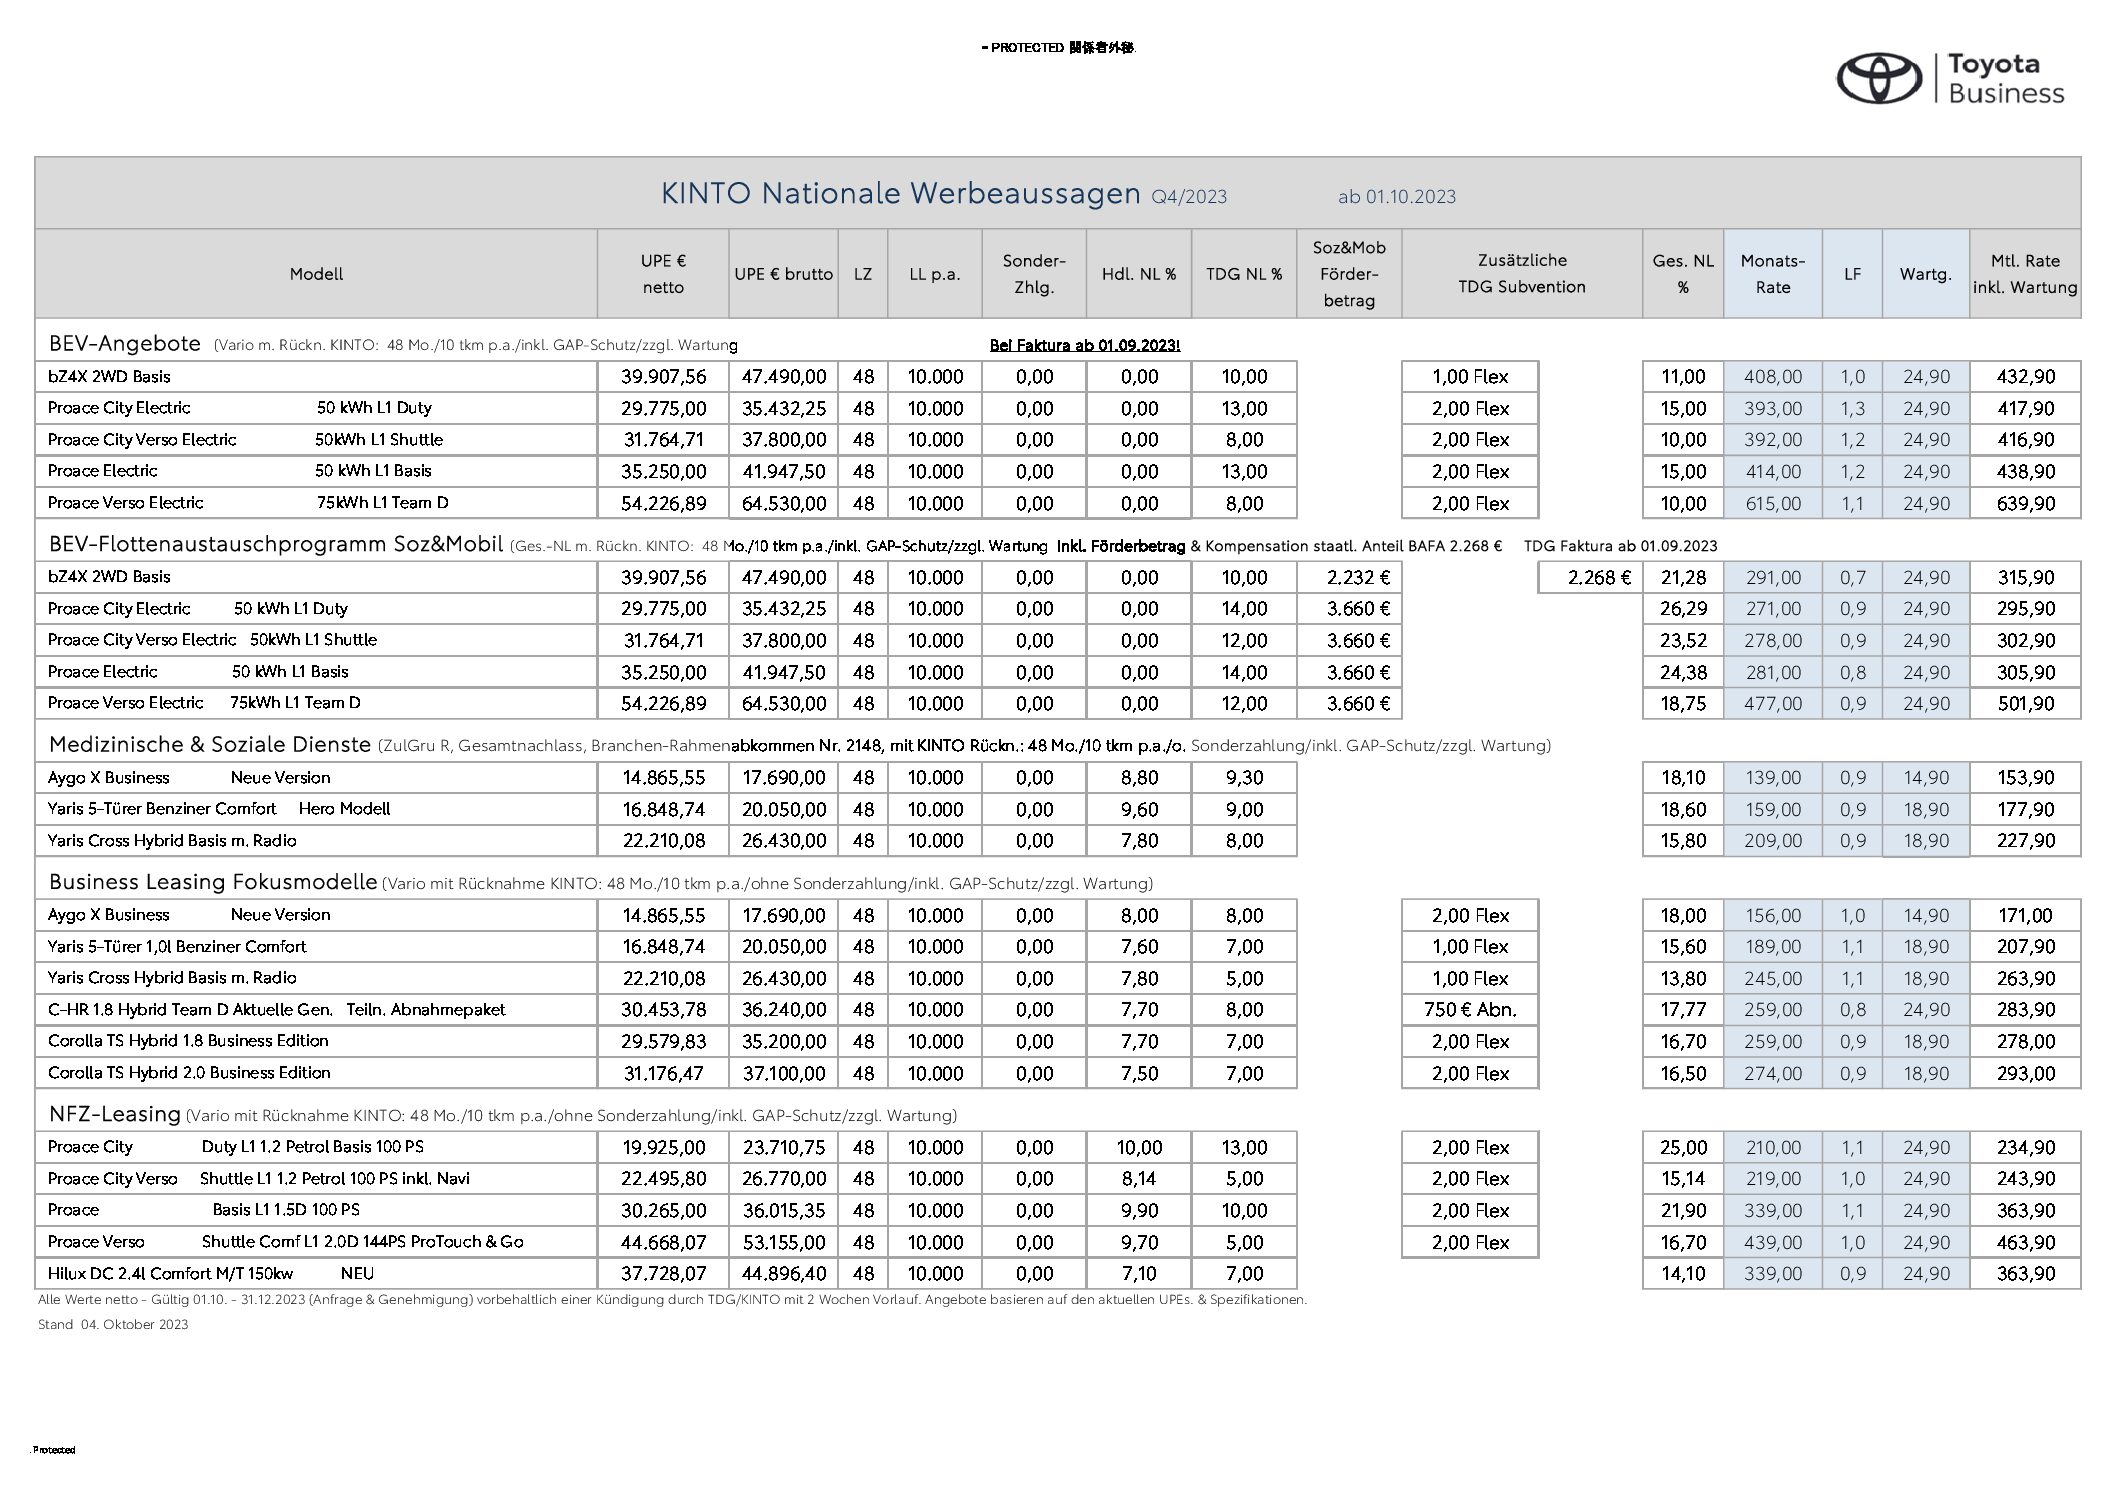 - PROTECTED 関係者外秘
Toyota
Business
KINTO Nationale Werbeaussagen Q4/2023 ab 01.10.2023
Modell UPE € netto UPE € brutto LZ LL p.a. Sonder-Zhlg. Hdl. NL % TDG NL % Soz&Mob Förder-betrag Zusätzliche TDG Subvention Ges. NL % Monats-Rate LF Wartg. Mtl. Rate inkl. Wartung
BEV-Angebote (Vario m. Rückn. KINTO: 48 Mo./10 tkm p.a./inkl. GAP-Schutz/zzgl. Wartung Bei Faktura ab 01.09.2023!
bZ4X 2WD Basis 39.907,56 47.490,00 48 10.000 0,00 0,00 10,00 1,00 Flex 11,00 408,00 1,0 24,90 432,90
Proace City Electric 50 kWh L1 Duty 29.775,00 35.432,25 48 10.000 0,00 0,00 13,00 2,00 Flex 15,00 393,00 1,3 24,90 417,90
Proace City Verso Electric 50kWh L1 Shuttle 31.764,71 37.800,00 48 10.000 0,00 0,00 8,00 2,00 Flex 10,00 392,00 1,2 24,90 416,90
Proace Electric 50 kWh L1 Basis 35.250,00 41.947,50 48 10.000 0,00 0,00 13,00 2,00 Flex 15,00 414,00 1,2 24,90 438,90
Proace Verso Electric 75kWh L1 Team D 54.226,89 64.530,00 48 10.000 0,00 0,00 8,00 2,00 Flex 10,00 615,00 1,1 24,90 639,90
BEV-Flottenaustauschprogramm Soz&Mobil (Ges.-NL m. Rückn. KINTO: 48 Mo./10 tkm p.a./inkl. GAP-Schutz/zzgl. Wartung Inkl. Förderbetrag & Kompensation staatl. Anteil BAFA 2.268 € TDG Faktura ab 01.09.2023
bZ4X 2WD Basis 39.907,56 47.490,00 48 10.000 0,00 0,00 10,00 2.232 € 2.268 € 21,28 291,00 0,7 24,90 315,90
Proace City Electric 50 kWh L1 Duty 29.775,00 35.432,25 48 10.000 0,00 0,00 14,00 3.660 € 26,29 271,00 0,9 24,90 295,90
Proace City Verso Electric 50kWh L1 Shuttle 31.764,71 37.800,00 48 10.000 0,00 0,00 12,00 3.660 € 23,52 278,00 0,9 24,90 302,90
Proace Electric 50 kWh L1 Basis 35.250,00 41.947,50 48 10.000 0,00 0,00 14,00 3.660 € 24,38 281,00 0,8 24,90 305,90
Proace Verso Electric 75kWh L1 Team D 54.226,89 64.530,00 48 10.000 0,00 0,00 12,00 3.660 € 18,75 477,00 0,9 24,90 501,90
Medizinische & Soziale Dienste (ZulGru R, Gesamtnachlass, Branchen-Rahmenabkommen Nr. 2148, mit KINTO Rückn.: 48 Mo./10 tkm p.a./o. Sonderzahlung/inkl. GAP-Schutz/zzgl. Wartung)
Aygo X Business Neue Version 14.865,55 17.690,00 48 10.000 0,00 8,80 9,30 18,10 139,00 0,9 14,90 153,90
Yaris 5-Türer Benziner Comfort Hero Modell 16.848,74 20.050,00 48 10.000 0,00 9,60 9,00 18,60 159,00 0,9 18,90 177,90
Yaris Cross Hybrid Basis m. Radio 22.210,08 26.430,00 48 10.000 0,00 7,80 8,00 15,80 209,00 0,9 18,90 227,90
Business Leasing Fokusmodelle (Vario mit Rücknahme KINTO: 48 Mo./10 tkm p.a./ohne Sonderzahlung/inkl. GAP-Schutz/zzgl. Wartung)
Aygo X Business Neue Version 14.865,55 17.690,00 48 10.000 0,00 8,00 8,00 2,00 Flex 18,00 156,00 1,0 14,90 171,00
Yaris 5-Türer 1,0l Benziner Comfort 16.848,74 20.050,00 48 10.000 0,00 7,60 7,00 1,00 Flex 15,60 189,00 1,1 18,90 207,90
Yaris Cross Hybrid Basis m. Radio 22.210,08 26.430,00 48 10.000 0,00 7,80 5,00 1,00 Flex 13,80 245,00 1,1 18,90 263,90
C-HR 1.8 Hybrid Team D Aktuelle Gen. Teiln. Abnahmepaket 30.453,78 36.240,00 48 10.000 0,00 7,70 8,00 750 € Abn. 17,77 259,00 0,8 24,90 283,90
Corolla TS Hybrid 1.8 Business Edition 29.579,83 35.200,00 48 10.000 0,00 7,70 7,00 2,00 Flex 16,70 259,00 0,9 18,90 278,00
Corolla TS Hybrid 2.0 Business Edition 31.176,47 37.100,00 48 10.000 0,00 7,50 7,00 2,00 Flex 16,50 274,00 0,9 18,90 293,00
NFZ-Leasing (Vario mit Rücknahme KINTO: 48 Mo./10 tkm p.a./ohne Sonderzahlung/inkl. GAP-Schutz/zzgl. Wartung)
Proace City Duty L1 1.2 Petrol Basis 100 PS 19.925,00 23.710,75 48 10.000 0,00 10,00 13,00 2,00 Flex 25,00 210,00 1,1 24,90 234,90
Proace City Verso Shuttle L1 1.2 Petrol 100 PS inkl. Navi 22.495,80 26.770,00 48 10.000 0,00 8,14 5,00 2,00 Flex 15,14 219,00 1,0 24,90 243,90
Proace Basis L1 1.5D 100 PS 30.265,00 36.015,35 48 10.000 0,00 9,90 10,00 2,00 Flex 21,90 339,00 1,1 24,90 363,90
Proace Verso Shuttle Comf L1 2.0D 144PS ProTouch & Go 44.668,07 53.155,00 48 10.000 0,00 9,70 5,00 2,00 Flex 16,70 439,00 1,0 24,90 463,90
Hilux DC 2.4l Comfort M/T 150kw NEU 37.728,07 44.896,40 48 10.000 0,00 7,10 7,00 14,10 339,00 0,9 24,90 363,90
Alle Werte netto - Gültig 01.10. - 31.12.2023 (Anfrage & Genehmigung) vorbehaltlich einer Kündigung durch TDG/KINTO mit 2 Wochen Vorlauf. Angebote basieren auf den aktuellen UPEs. & Spezifikationen.
Stand 04. Oktober 2023
. Protected